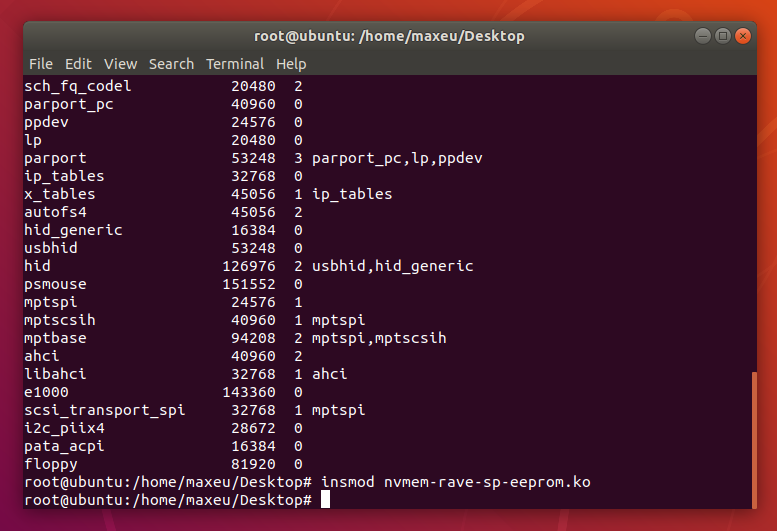 root@ubuntu: /home/maxeu/Desktop
File Edit View Search Terminal Help
sch_fq_codel 20480 2
parport_pc 40960 0
ppdev 24576 0
lp 20480 0
parport 53248 3 parport_pc,lp,ppdev
ip_tables 32768 0
x_tables 45056 1 ip_tables
autofs4 45056 2
hid_generic 16384 0
usbhid 53248 0
hid 126976 2 usbhid,hid_generic
psmouse 151552 0
mptspi 24576 1
mptscsih 40960 1 mptspi
mptbase 94208 2 mptspi,mptscsih
ahci 40960 2
libahci 32768 1 ahci
e1000 143360 0
scsi_transport_spi 32768 1 mptspi
i2c_piix4 28672 0
pata_acpi 16384 0
floppy 81920 0
root@ubuntu:/home/maxeu/Desktop# insmod nvmem-rave-sp-eeprom.ko
root@ubuntu:/home/maxeu/Desktop#